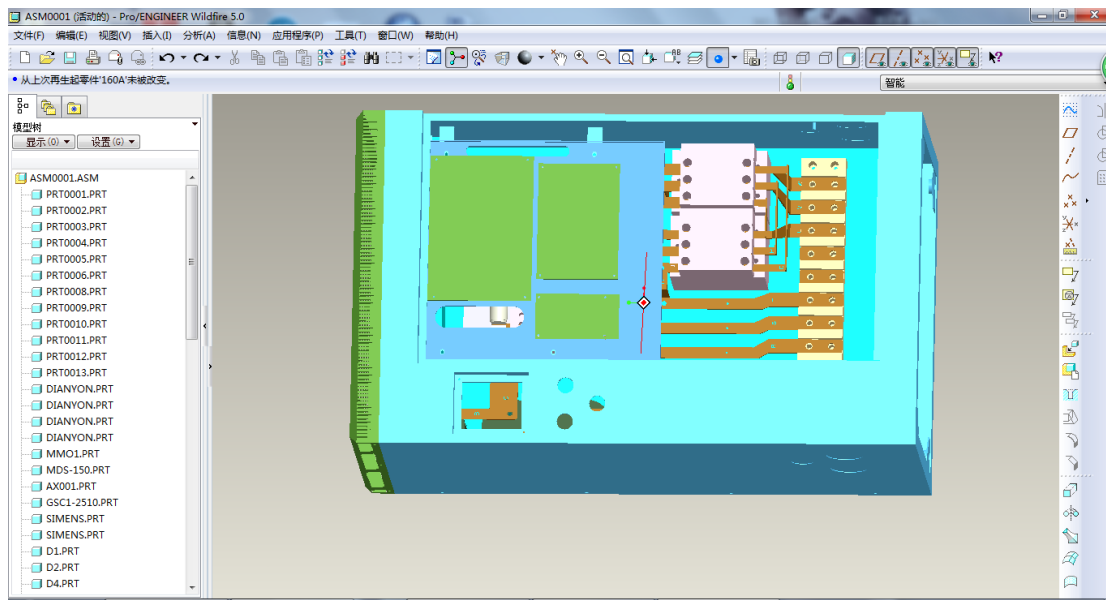 ASM0001 (活动的) - Pro/ENGINEER Wildfire 5.0
文件(F) 编辑(E) 视图(V) 插入(I) 分析(A) 信息(N) 应用程序(P) 工具(T) 窗口(W) 帮助(H)
• 从上次再生起零件'160A'未被改变。
智能
模型树
显示(O) 设置(G)
ASM0001.ASM
PRT0001.PRT
PRT0002.PRT
PRT0003.PRT
PRT0004.PRT
PRT0005.PRT
PRT0006.PRT
PRT0008.PRT
PRT0009.PRT
PRT0010.PRT
PRT0011.PRT
PRT0012.PRT
PRT0013.PRT
DIANYON.PRT
DIANYON.PRT
DIANYON.PRT
DIANYON.PRT
MMO1.PRT
MDS-150.PRT
AX001.PRT
GSC1-2510.PRT
SIMENS.PRT
SIMENS.PRT
D1.PRT
D2.PRT
D4.PRT